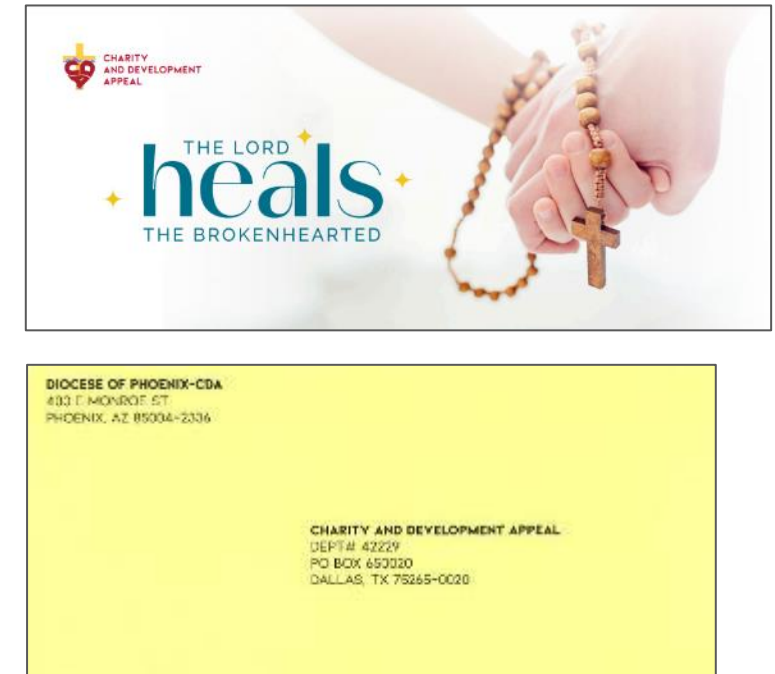 CHARITY
AND DEVELOPMENT
APPEAL
THE LORD
heals
THE BROKENHEARTED
DIOCESE OF PHOENIX-CDA
400 E MONROE ST
PHOENIX, AZ 85004-2336
CHARITY AND DEVELOPMENT APPEAL
DEPT# 42229
PO BOX 650020
DALLAS, TX 75265-0020